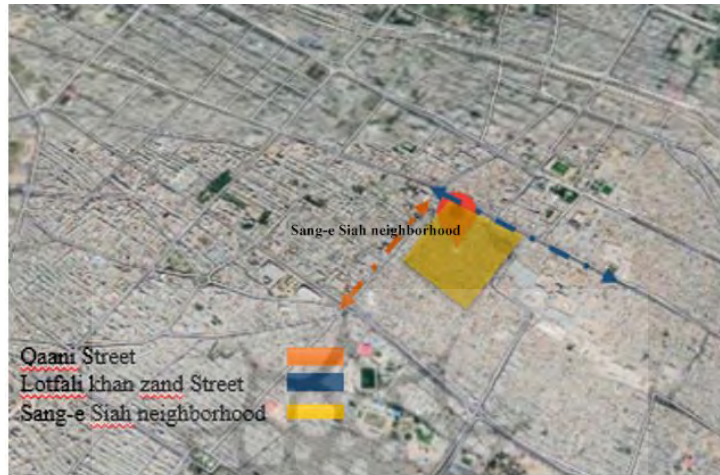 Sang-e Siah neighborhood
Qaani Street
Lotfali khan zand Street
Sang-e Siah neighborhood